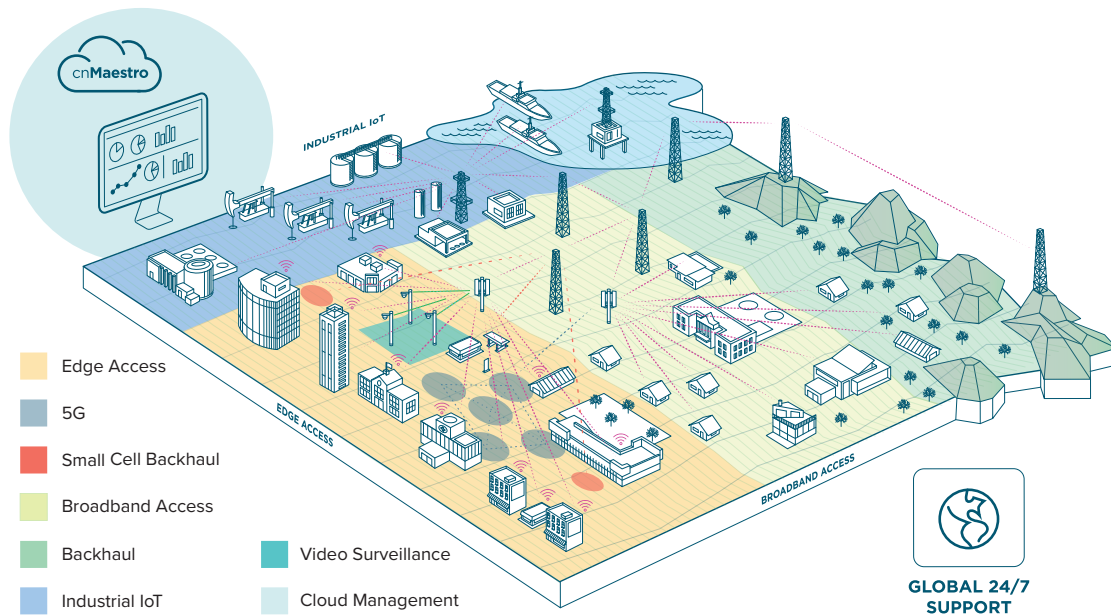 cnMaestro
INDUSTRIAL IoT
EDGE ACCESS
BROADBAND ACCESS
Edge Access
5G
Small Cell Backhaul
Broadband Access
Backhaul
Industrial IoT
Video Surveillance
Cloud Management
GLOBAL 24/7
SUPPORT